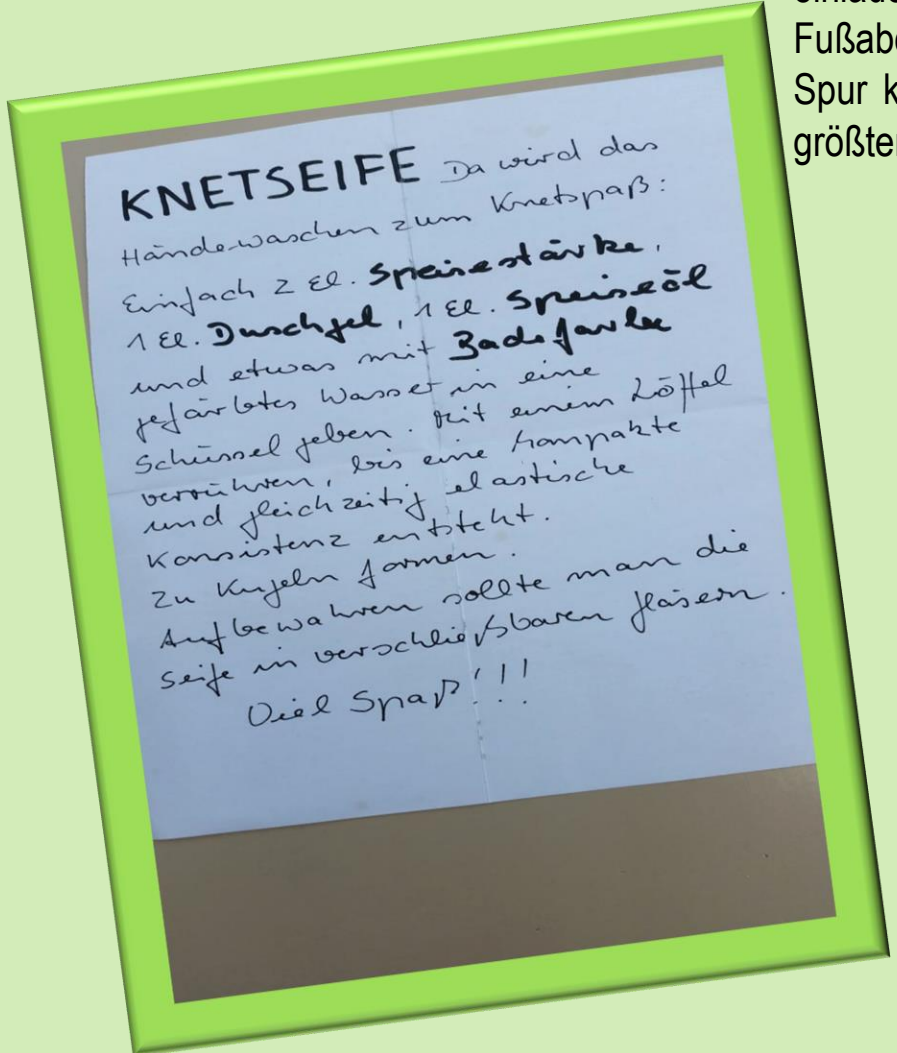 Fußab
Spur k
größte
KNETSEIFE Da wird das
Händewaschen zum Knetspaß:
Einfach 2 El. Speisestärke,
1 El. Duschgel, 1 El. Speiseöl
und etwas mit Badefarbe
gefärbtes Wasser in eine
Schüssel geben. Mit einem Löffel
verrühren, bis eine kompakte
und gleichzeitig elastische
Konsistenz entsteht.
Zu Kugeln formen.
Aufbewahren sollte man die
Seife in verschließbaren Gläsern.
Viel Spaß!!!